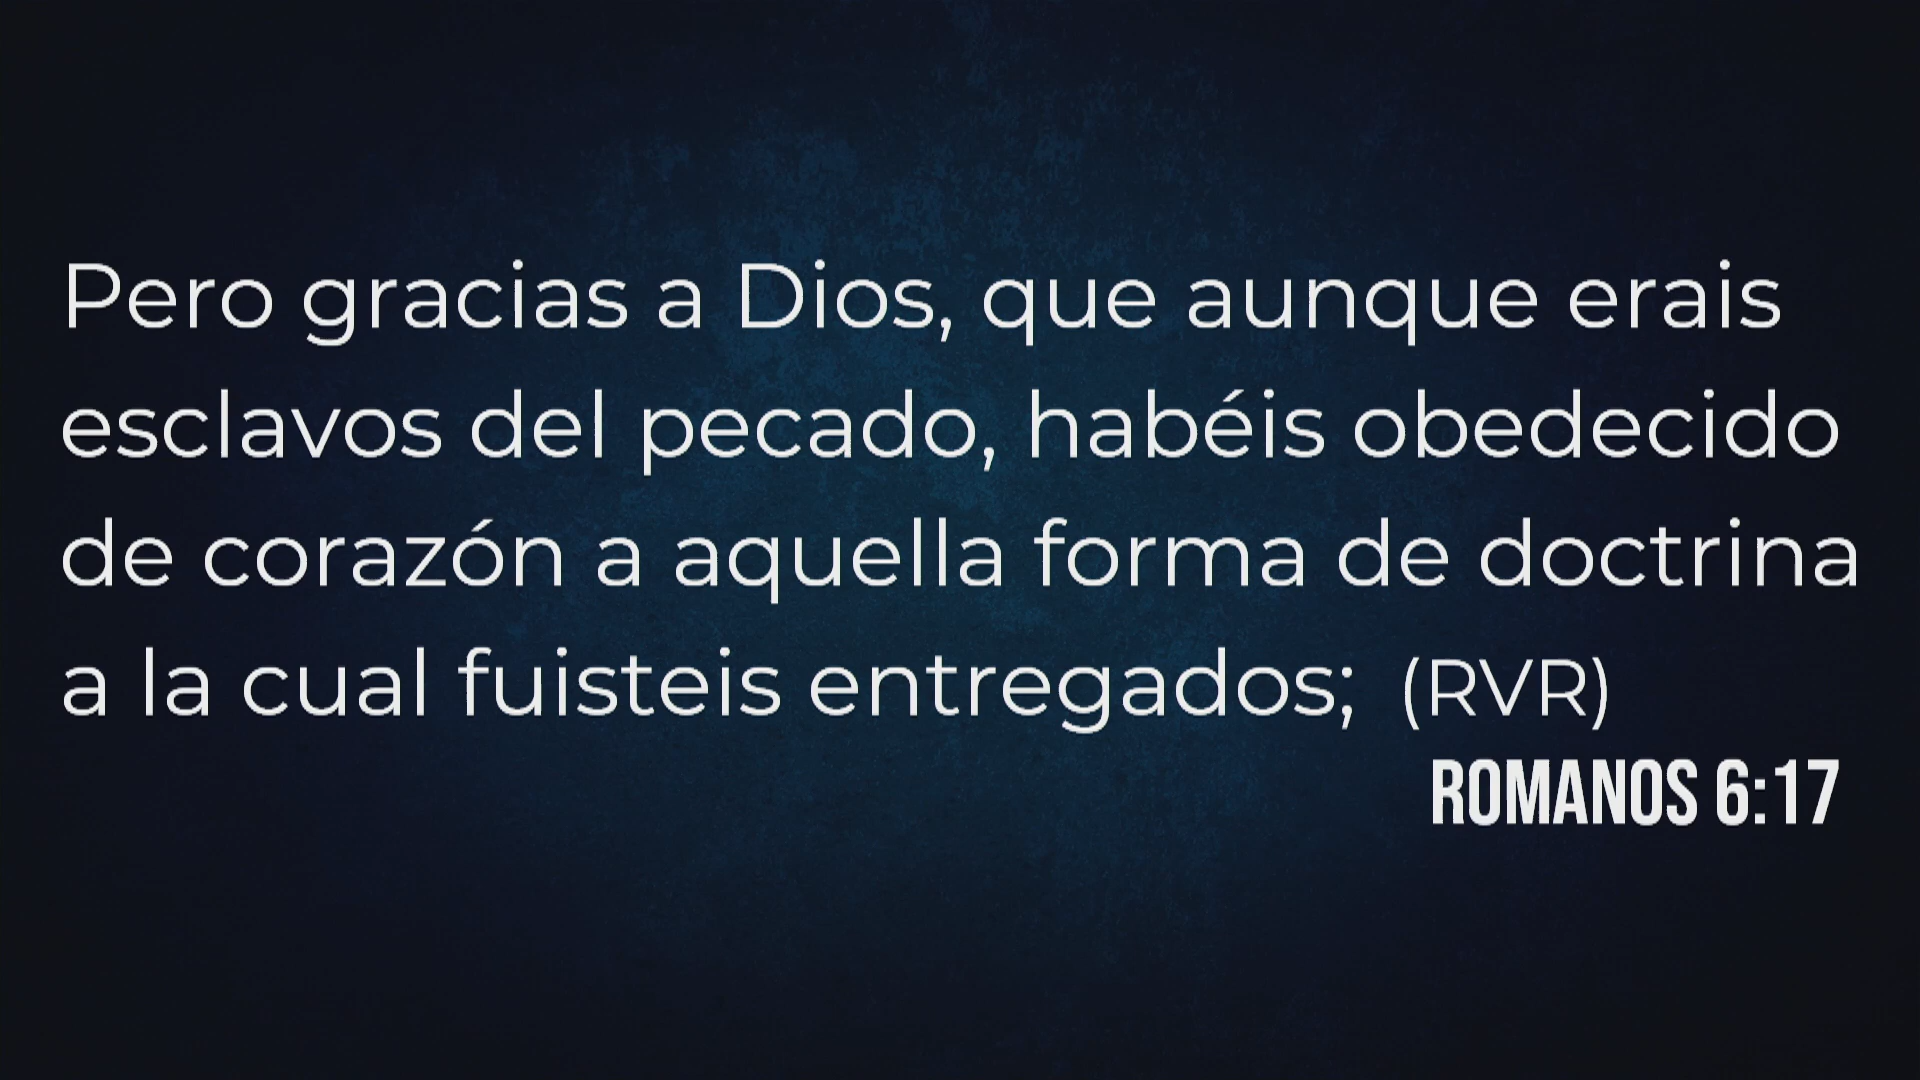 Pero gracias a Dios, que aunque erais
esclavos del pecado, habéis obedecido
de corazón a aquella forma de doctrina
a la cual fuisteis entregados; (RVR)
ROMANOS 6:17